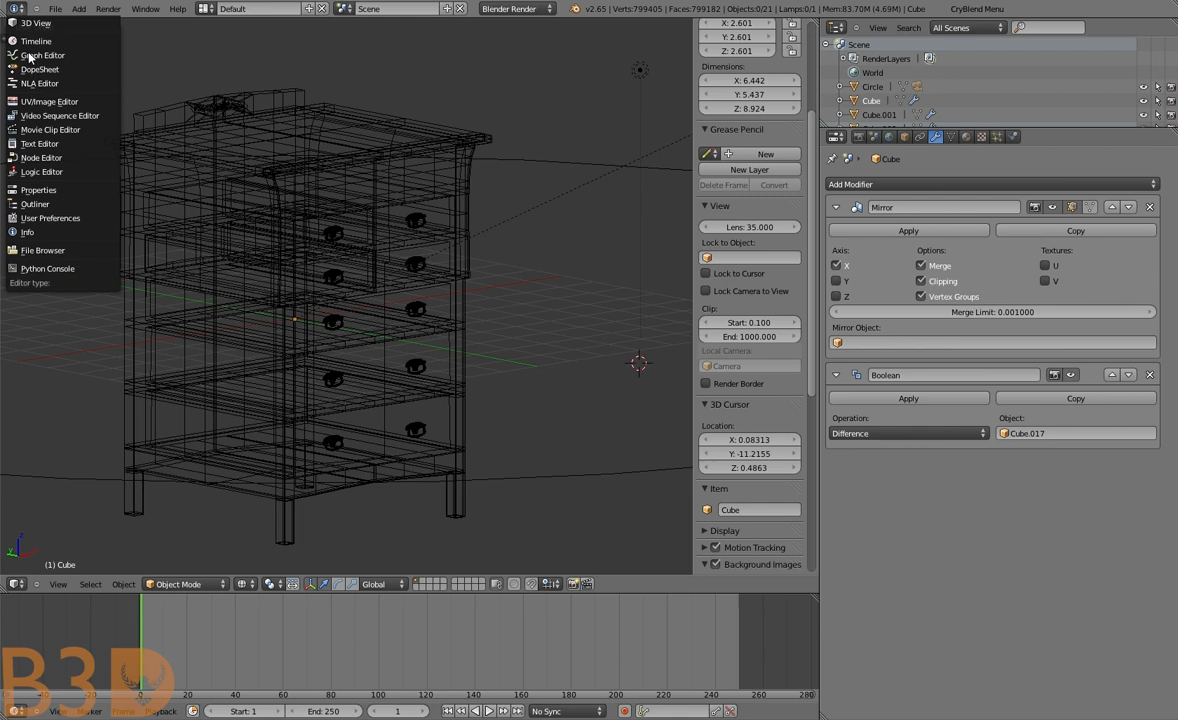 File Add Render Window Help Default Scene Blender Render v2.65 | Verts:799405 | Faces:799182 | Objects:0/21 | Lamps:0/1 | Mem:83.70M (4.69M) | Cube CryBlend Menu
3D View
Timeline
Graph Editor
DopeSheet
NLA Editor
UV/Image Editor
Video Sequence Editor
Movie Clip Editor
Text Editor
Node Editor
Logic Editor
Properties
Outliner
User Preferences
Info
File Browser
Python Console
Editor type:
(1) Cube
X: 2.601
Y: 2.601
Z: 2.601
Dimensions:
X: 6.442
Y: 5.437
Z: 8.924
Grease Pencil
New
New Layer
Delete Frame Convert
View
Lens: 35.000
Lock to Object:
Lock to Cursor
Lock Camera to View
Clip:
Start: 0.100
End: 1000.000
Local Camera:
Camera
Render Border
3D Cursor
Location:
X: 0.08313
Y: -11.2155
Z: 0.4863
Item
Cube
Display
Motion Tracking
Background Images
View Select Object Object Mode Global
View Search All Scenes
Scene
RenderLayers
World
Circle
Cube
Cube.001
Cube
Add Modifier
Mirror
Apply Copy
Axis: Options: Textures:
X Merge U
Y Clipping V
Z Vertex Groups
Merge Limit: 0.001000
Mirror Object:
Boolean
Apply Copy
Operation: Object:
Difference Cube.017
B3D
-20 0 20 40 60 80 100 120 140 160 180 200 220 240 260 280
View Marker Frame Playback Start: 1 End: 250 1 No Sync